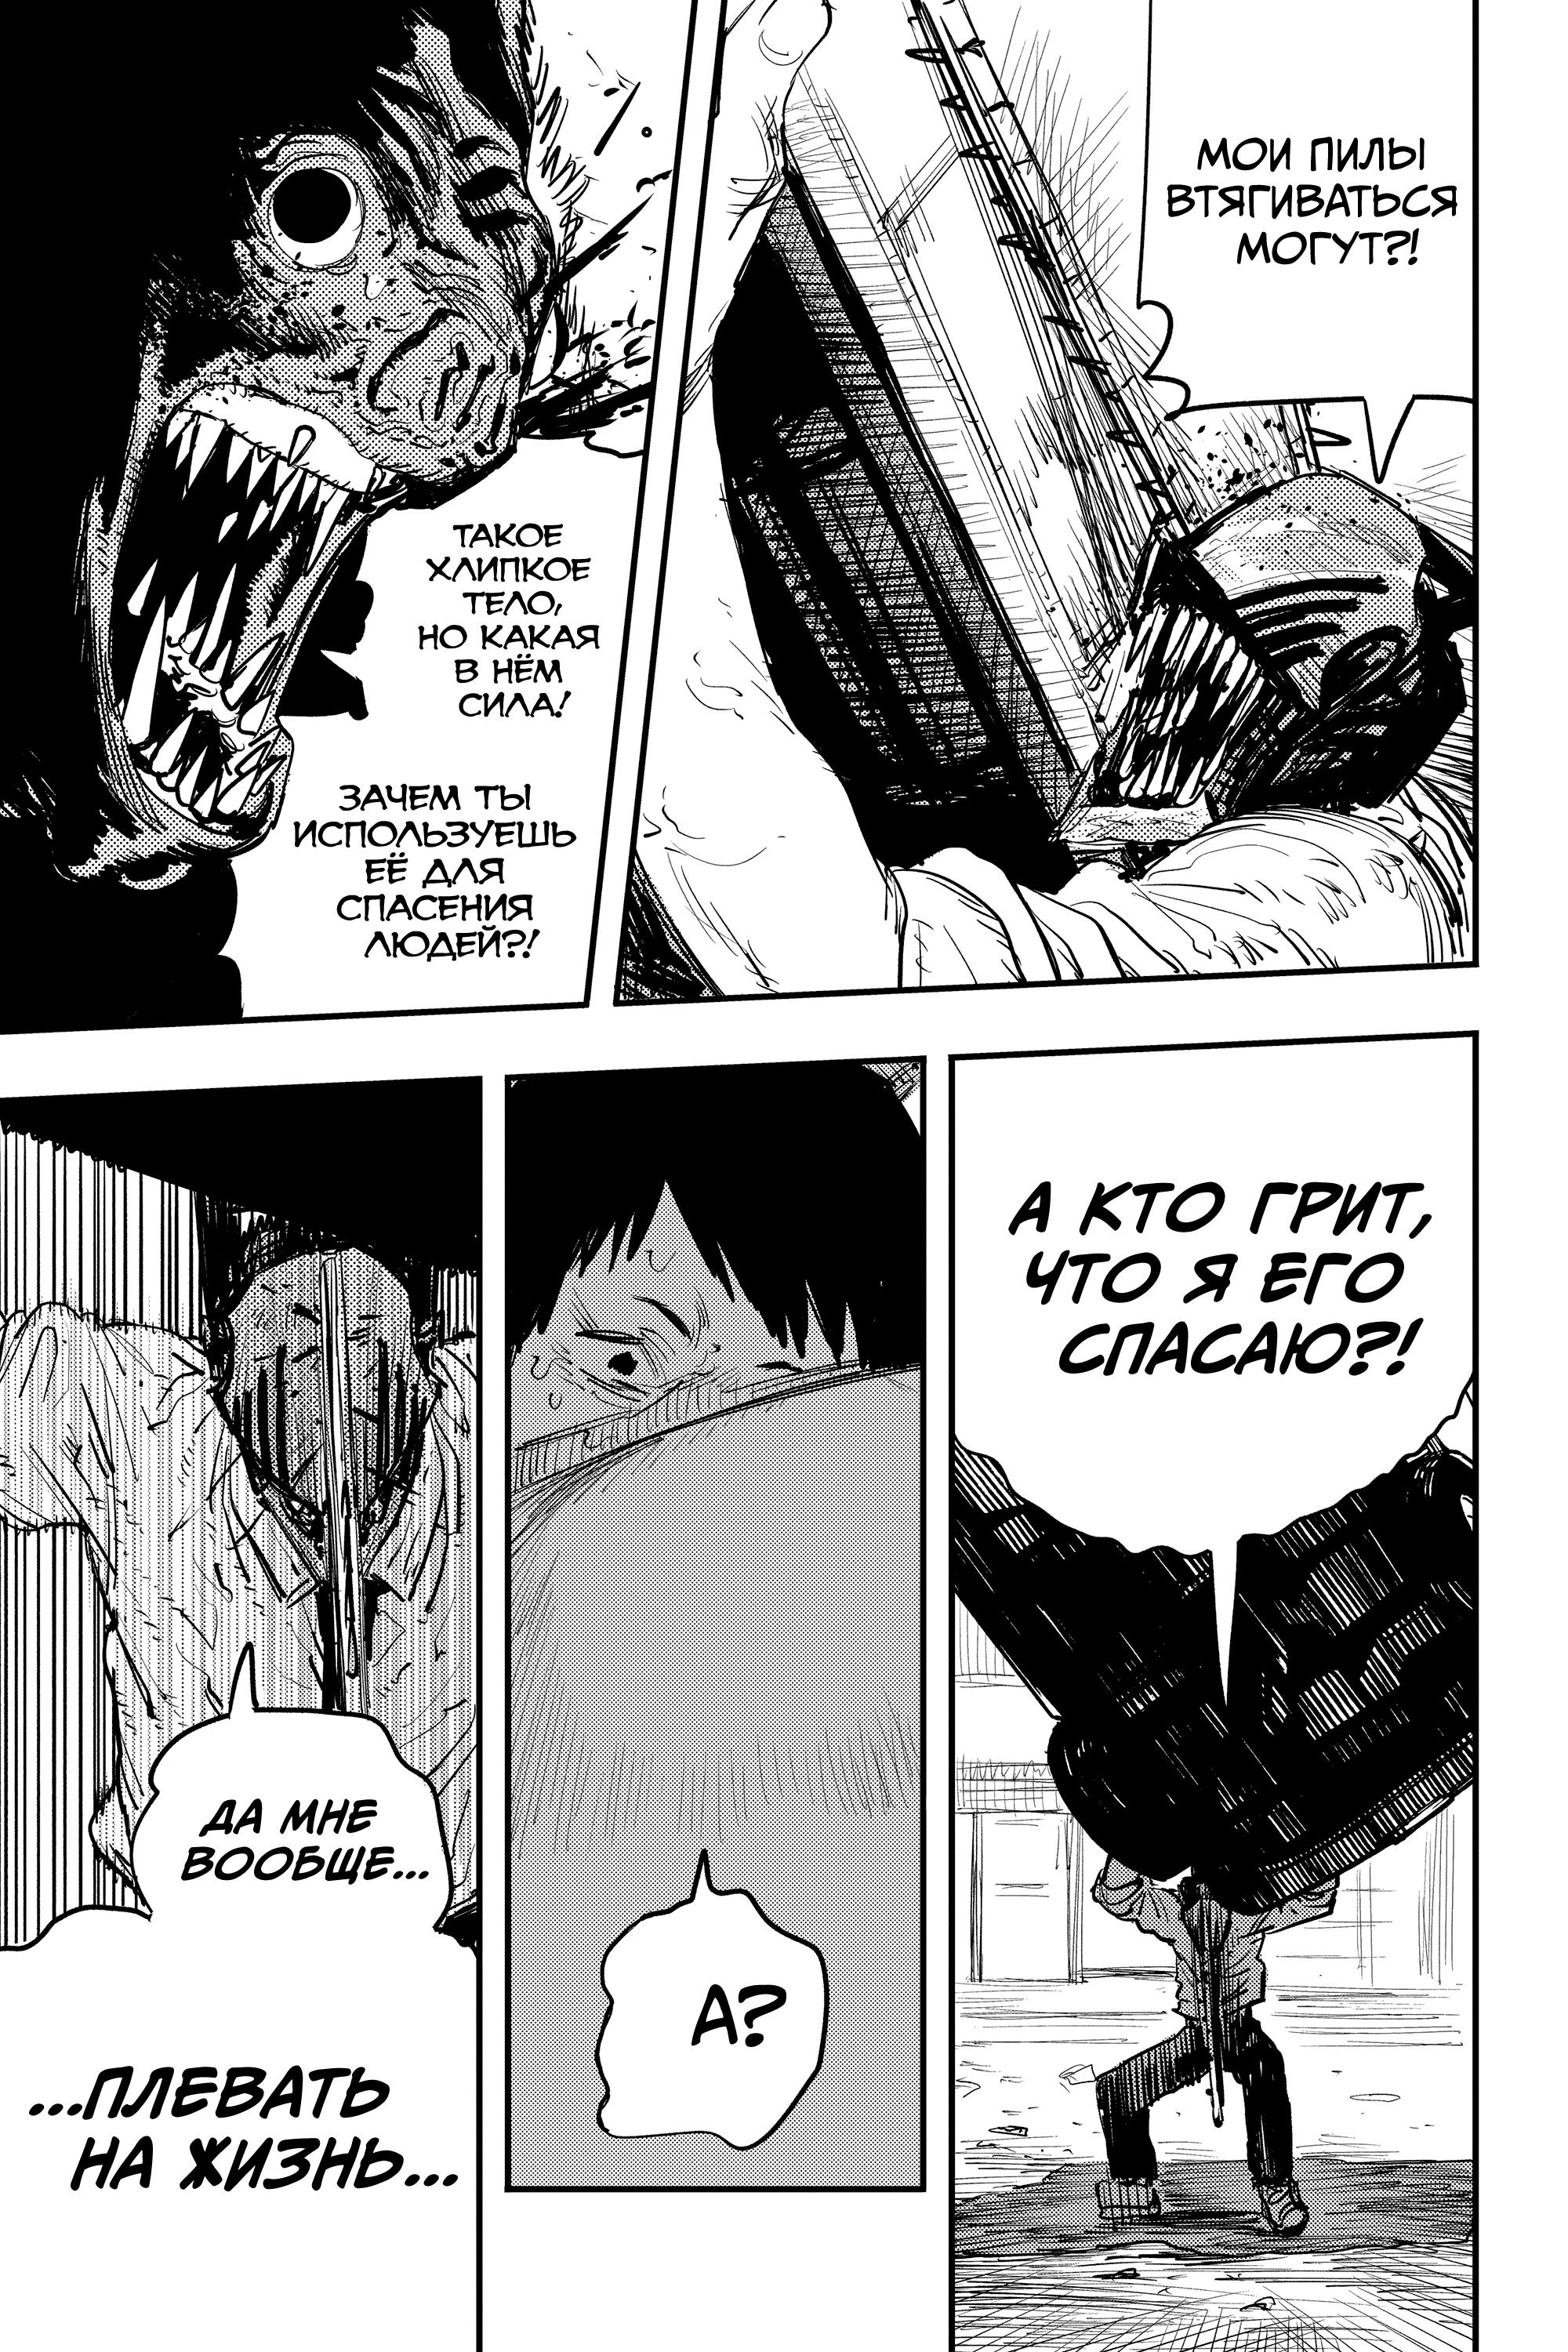 МОИ ПИЛЫ
ВТЯГИВАТЬСЯ
МОГУТ?!
ТАКОЕ
ХЛИПКОЕ
ТЕЛО,
НО КАКАЯ
В НЁМ
СИЛА!
ЗАЧЕМ ТЫ
ИСПОЛЬЗУЕШЬ
ЕЁ ДЛЯ
СПАСЕНИЯ
ЛЮДЕЙ?!
А КТО ГРИТ,
ЧТО Я ЕГО
СПАСАЮ?!
А?
ДА МНЕ
ВООБЩЕ...
...ПЛЕВАТЬ
НА ЖИЗНЬ...